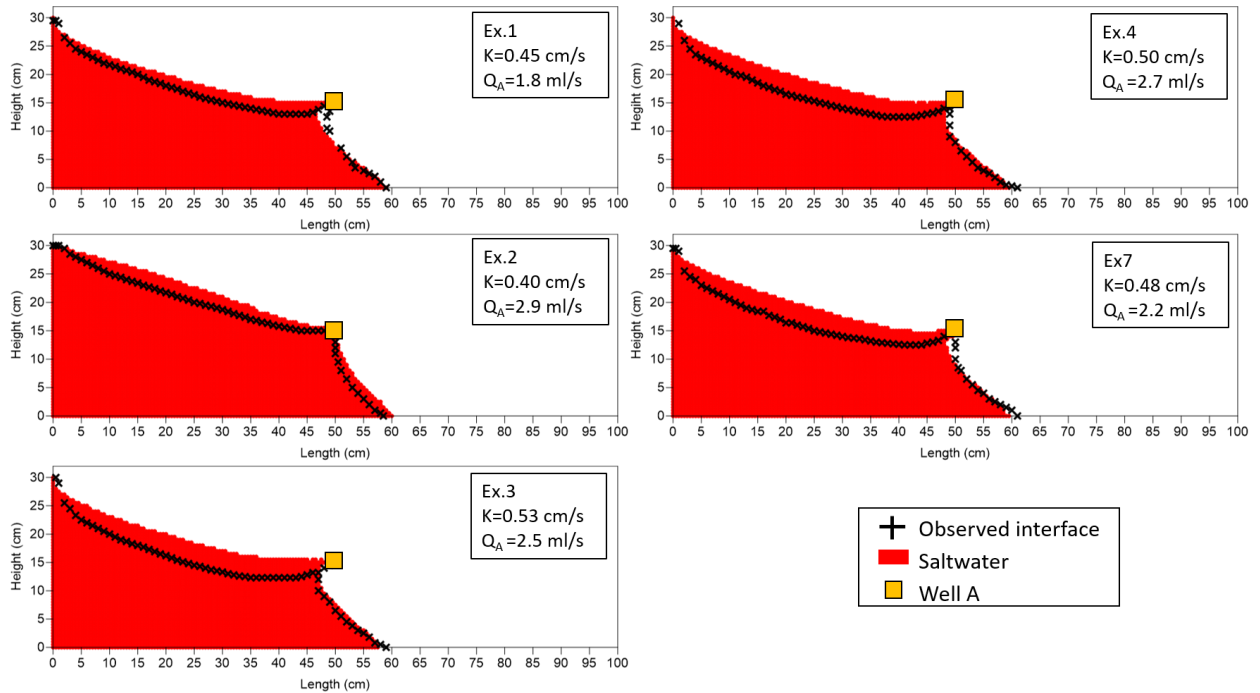 30
25
20
15
10
5
0
Height (cm)
0 5 10 15 20 25 30 35 40 45 50 55 60 65 70 75 80 85 90 95 100
Length (cm)
Ex.1
K=0.45 cm/s
QA=1.8 ml/s
30
25
20
15
10
5
0
Hegiht (cm)
0 5 10 15 20 25 30 35 40 45 50 55 60 65 70 75 80 85 90 95 100
Length (cm)
Ex.4
K=0.50 cm/s
QA=2.7 ml/s
30
25
20
15
10
5
0
Height (cm)
0 5 10 15 20 25 30 35 40 45 50 55 60 65 70 75 80 85 90 95 100
Length (cm)
Ex.2
K=0.40 cm/s
QA=2.9 ml/s
30
25
20
15
10
5
0
Height (cm)
0 5 10 15 20 25 30 35 40 45 50 55 60 65 70 75 80 85 90 95 100
Length (cm)
Ex7
K=0.48 cm/s
QA=2.2 ml/s
30
25
20
15
10
5
0
Height (cm)
0 5 10 15 20 25 30 35 40 45 50 55 60 65 70 75 80 85 90 95 100
Length (cm)
Ex.3
K=0.53 cm/s
QA=2.5 ml/s
Observed interface
Saltwater
Well A